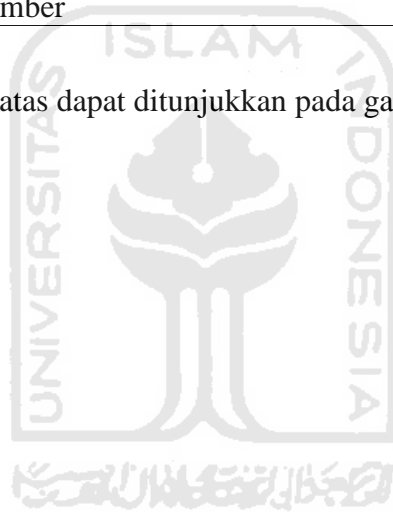 mber
ISLAM
atas dapat ditunjukkan pada ga
UNIVERSITAS
INDONESIA